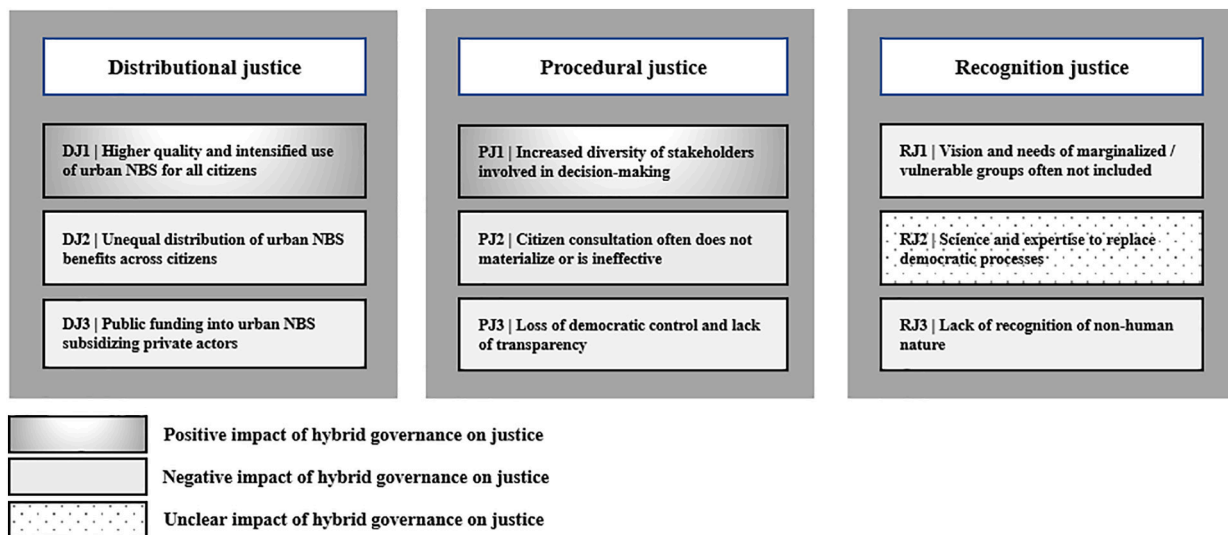 Distributional justice
DJ1 | Higher quality and intensified use
of urban NBS for all citizens
DJ2 | Unequal distribution of urban NBS
benefits across citizens
DJ3 | Public funding into urban NBS
subsidizing private actors
Procedural justice
PJ1 | Increased diversity of stakeholders
involved in decision-making
PJ2 | Citizen consultation often does not
materialize or is ineffective
PJ3 | Loss of democratic control and lack
of transparency
Recognition justice
RJ1 | Vision and needs of marginalized /
vulnerable groups often not included
RJ2 | Science and expertise to replace
democratic processes
RJ3 | Lack of recognition of non-human
nature
Positive impact of hybrid governance on justice
Negative impact of hybrid governance on justice
Unclear impact of hybrid governance on justice